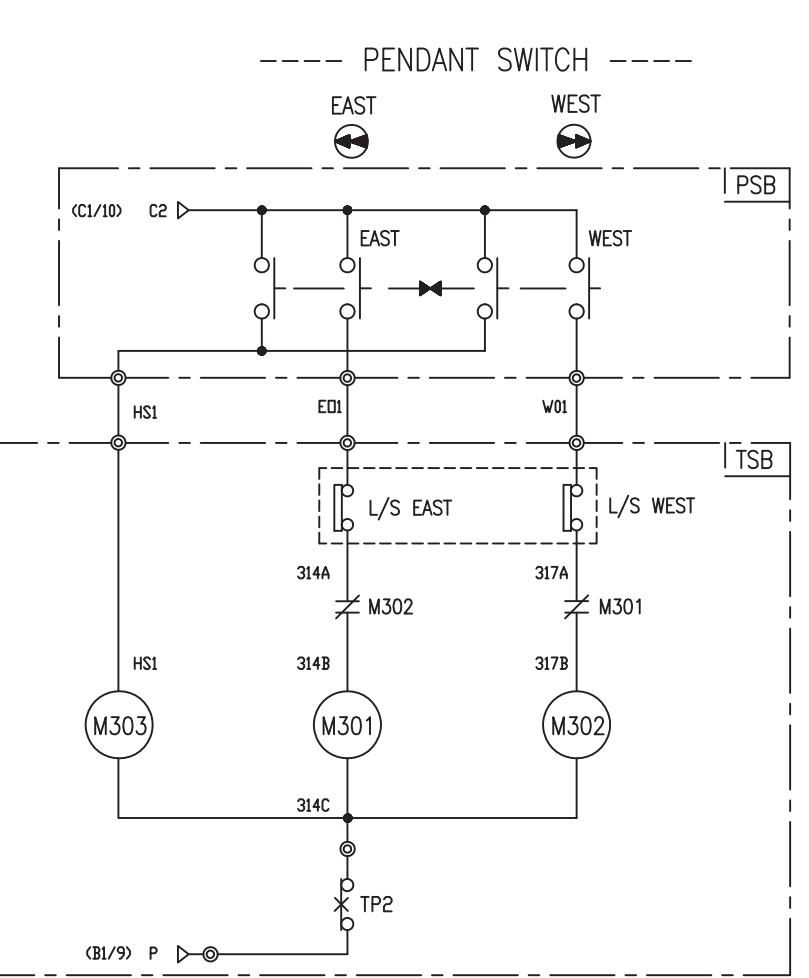 PENDANT SWITCH
EAST WEST
PSB
(C1/10) C2
EAST WEST
HS1 E01 W01
TSB
L/S EAST L/S WEST
314A 317A
M302 M301
HS1 314B 317B
M303 M301 M302
314C
TP2
(B1/9) P